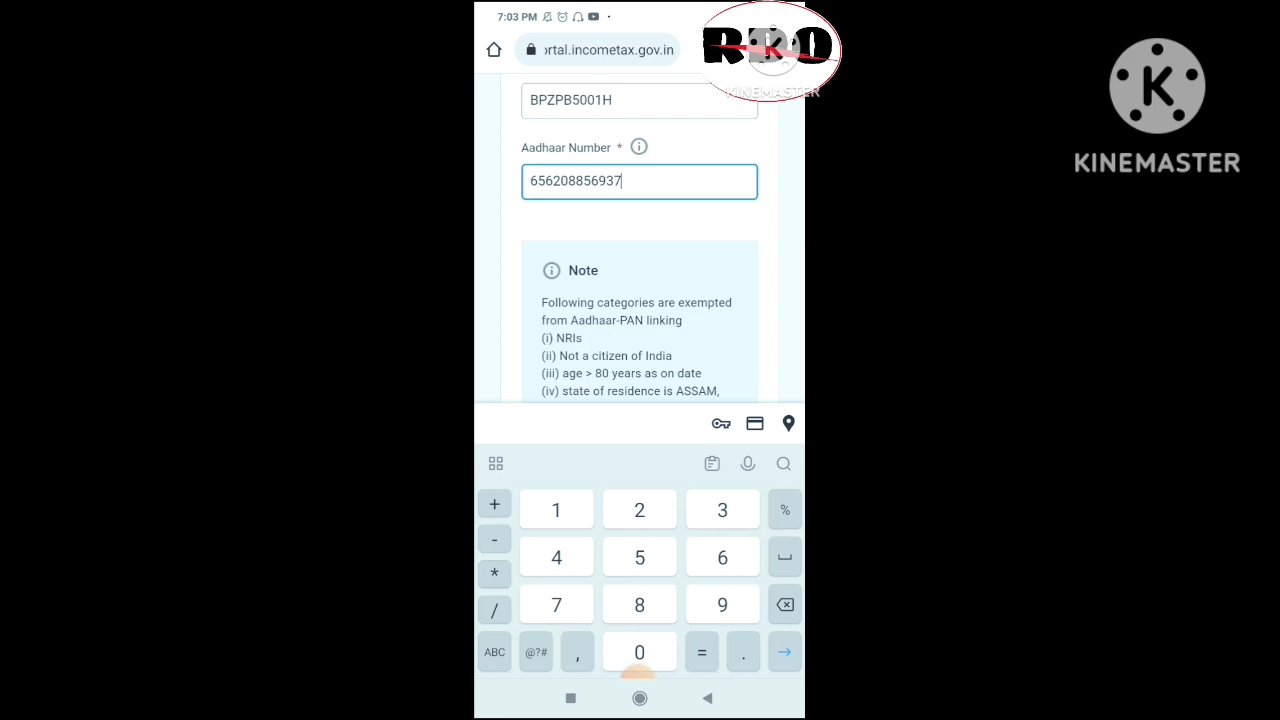 7:03 PM
ortal.incometax.gov.in
RBO
KINEMASTER
KINEMASTER
BPZPB5001H
Aadhaar Number *
656208856937
Note
Following categories are exempted
from Aadhaar-PAN linking
(i) NRIs
(ii) Not a citizen of India
(iii) age > 80 years as on date
(iv) state of residence is ASSAM,
+ 1 2 3 %
- 4 5 6
* 7 8 9
/
ABC @?# , 0 = .